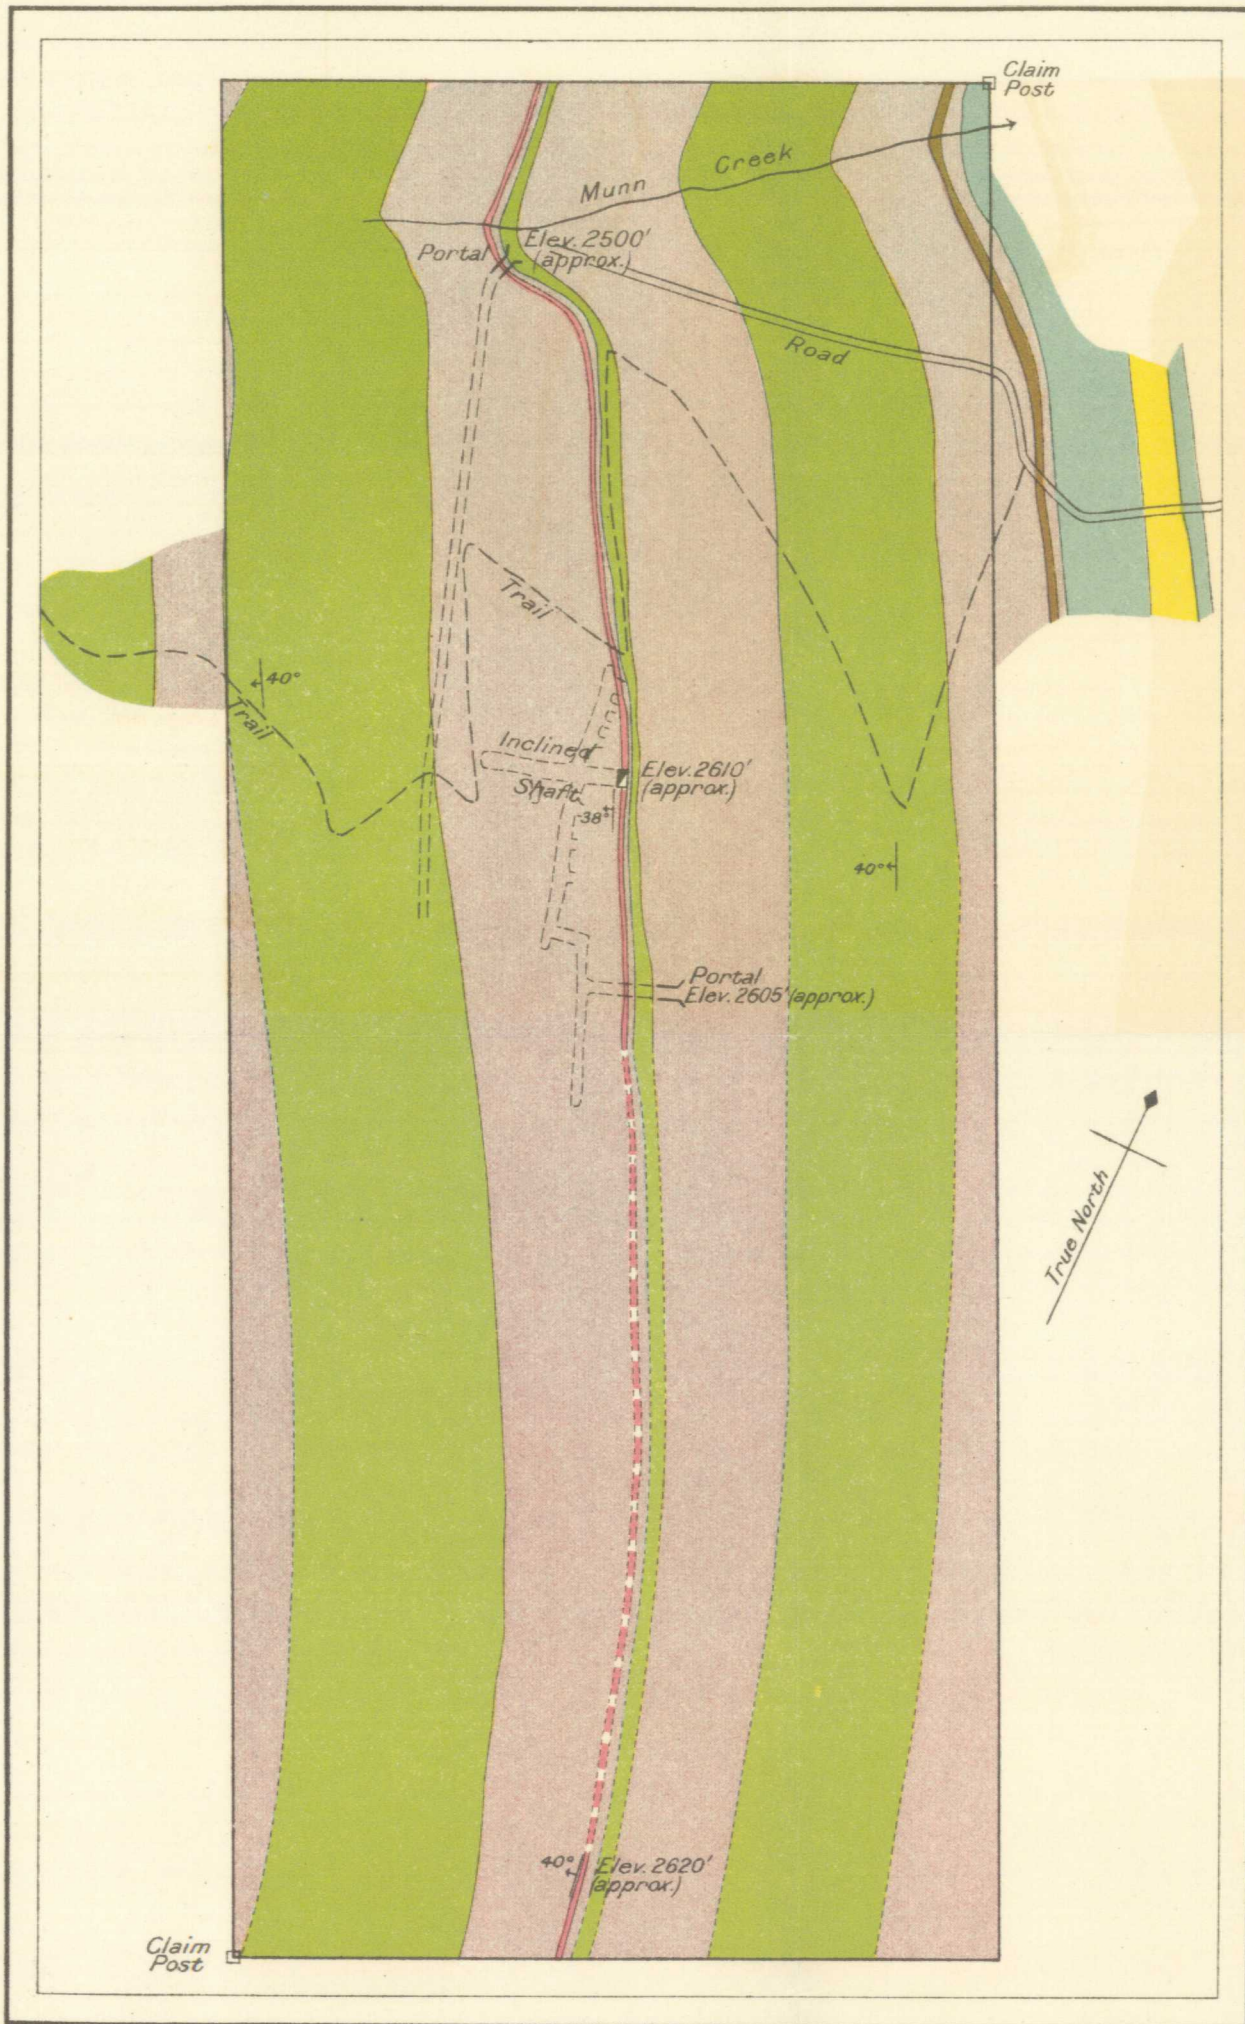 Claim
Post
Munn Creek
Portal
Elev. 2500'
(approx.)
Road
Trail
40°
Trail
Inclined
Shaft
Elev. 2610'
(approx.)
38°
40°
Portal
Elev. 2605' (approx.)
True North
40°
Elev. 2620'
(approx.)
Claim
Post